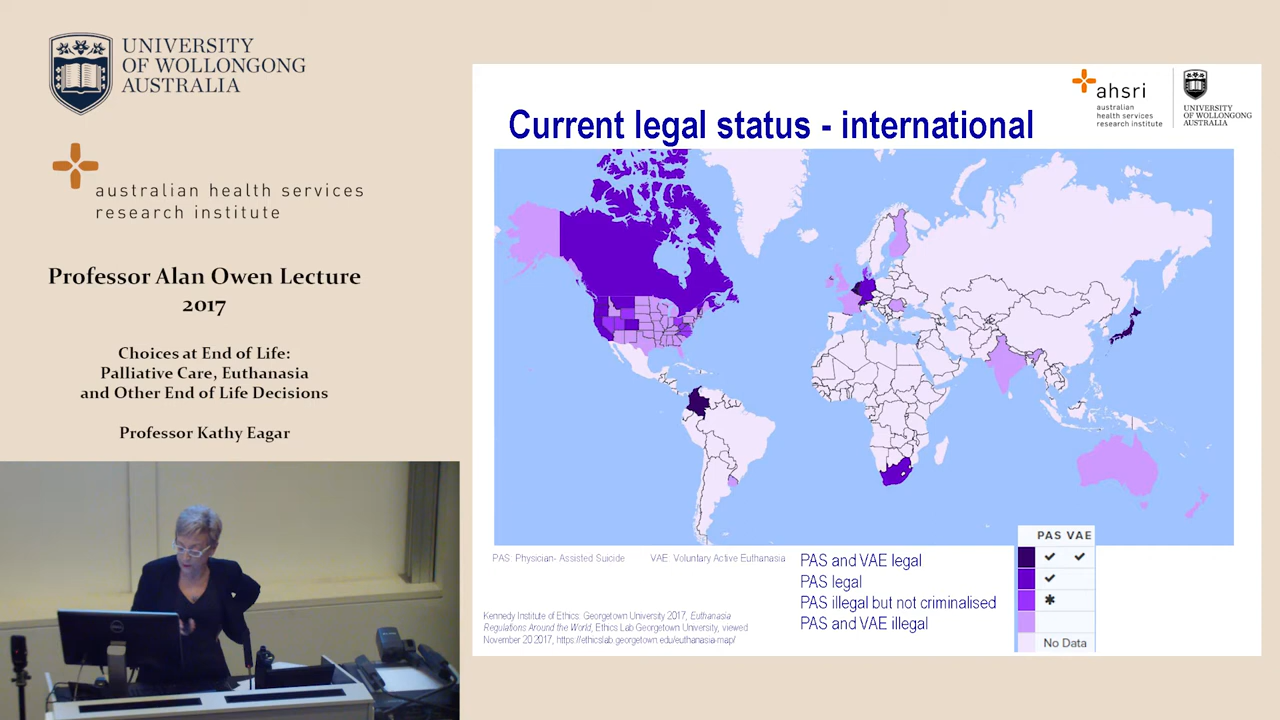 UNIVERSITY
OF WOLLONGONG
AUSTRALIA
australian health services
research institute
Professor Alan Owen Lecture
2017
Choices at End of Life:
Palliative Care, Euthanasia
and Other End of Life Decisions
Professor Kathy Eagar
ahsri
australian
health services
research institute
UNIVERSITY
OF WOLLONGONG
AUSTRALIA
Current legal status - international
PAS VAE
✔ ✔
✔
✱
No Data
PAS: Physician- Assisted Suicide VAE: Voluntary Active Euthanasia
PAS and VAE legal
PAS legal
PAS illegal but not criminalised
PAS and VAE illegal
Kennedy Institute of Ethics: Georgetown University 2017, Euthanasia
Regulations Around the World, Ethics Lab Georgetown University, viewed
November 20 2017, https://ethicslab.georgetown.edu/euthanasia-map/